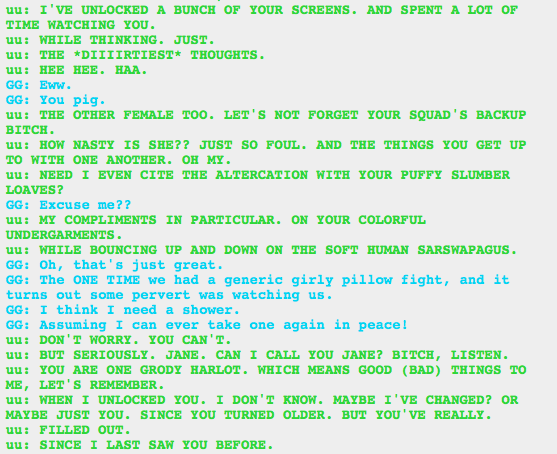 uu: I'VE UNLOCKED A BUNCH OF YOUR SCREENS. AND SPENT A LOT OF
TIME WATCHING YOU.
uu: WHILE THINKING. JUST.
uu: THE *DIIIIRTIEST* THOUGHTS.
uu: HEE HEE. HAA.
GG: Eww.
GG: You pig.
uu: THE OTHER FEMALE TOO. LET'S NOT FORGET YOUR SQUAD'S BACKUP
BITCH.
uu: HOW NASTY IS SHE?? JUST SO FOUL. AND THE THINGS YOU GET UP
TO WITH ONE ANOTHER. OH MY.
uu: NEED I EVEN CITE THE ALTERCATION WITH YOUR PUFFY SLUMBER
LOAVES?
GG: Excuse me??
uu: MY COMPLIMENTS IN PARTICULAR. ON YOUR COLORFUL
UNDERGARMENTS.
uu: WHILE BOUNCING UP AND DOWN ON THE SOFT HUMAN SARSWAPAGUS.
GG: Oh, that's just great.
GG: The ONE TIME we had a generic girly pillow fight, and it
turns out some pervert was watching us.
GG: I think I need a shower.
GG: Assuming I can ever take one again in peace!
uu: DON'T WORRY. YOU CAN'T.
uu: BUT SERIOUSLY. JANE. CAN I CALL YOU JANE? BITCH, LISTEN.
uu: YOU ARE ONE GRODY HARLOT. WHICH MEANS GOOD (BAD) THINGS TO
ME, LET'S REMEMBER.
uu: WHEN I UNLOCKED YOU. I DON'T KNOW. MAYBE I'VE CHANGED? OR
MAYBE JUST YOU. SINCE YOU TURNED OLDER. BUT YOU'VE REALLY.
uu: FILLED OUT.
uu: SINCE I LAST SAW YOU BEFORE.